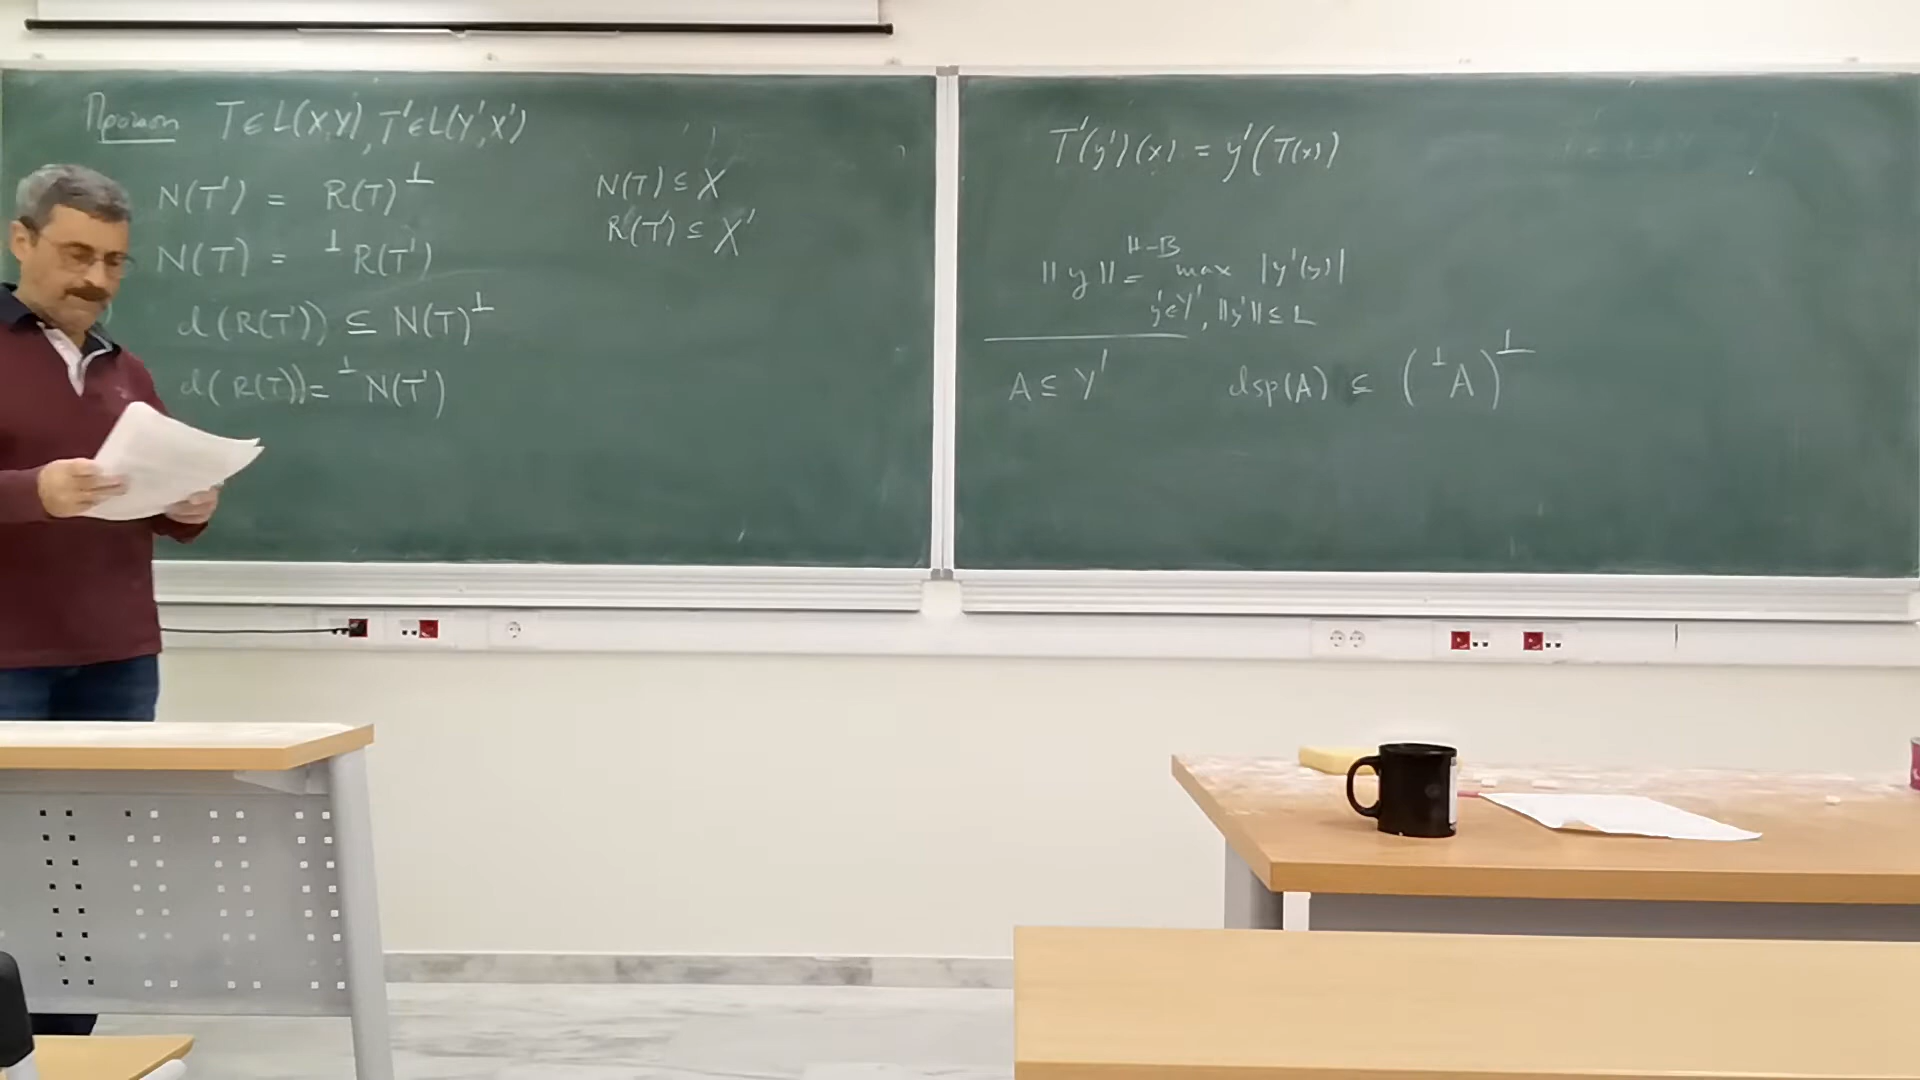 Πρόταση T∈L(X,Y), T'∈L(Y',X')
N(T') = R(T)^⊥
N(T) = ^⊥R(T')
cl(R(T')) ⊆ N(T)^⊥
cl(R(T)) = ^⊥N(T')
N(T) ⊆ X
R(T') ⊆ X'
T'(y')(x) = y'(T(x))
‖y‖ = max |y'(y)|
H-B
y'∈Y', ‖y'‖≤1
A ⊆ Y' clsp(A) ⊆ (^⊥A)^⊥